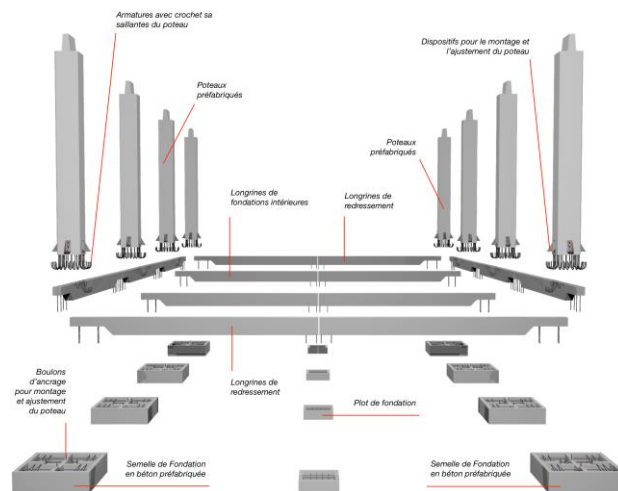 Armatures avec crochet sa
saillantes du poteau
Dispositifs pour le montage et
l'ajustement du poteau
Poteaux
préfabriqués
Poteaux
préfabriqués
Longrines de
fondations intérieures
Longrines de
redressement
Boulons
d'ancrage
pour montage
et ajustement
du poteau
Longrines de
redressement
Plot de fondation
Semelle de Fondation
en béton préfabriquée
Semelle de Fondation
en béton préfabriquée